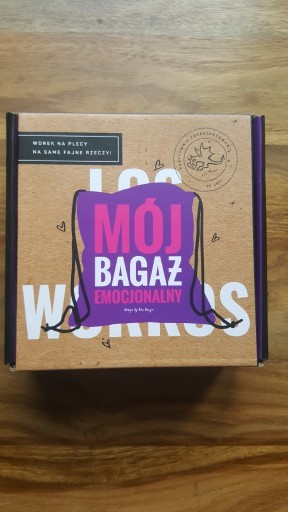 WOREK NA PLECY
NA SAME FAJNE RZECZY!
LOS
WORKOS
MÓJ
BAGAŻ
EMOCJONALNY